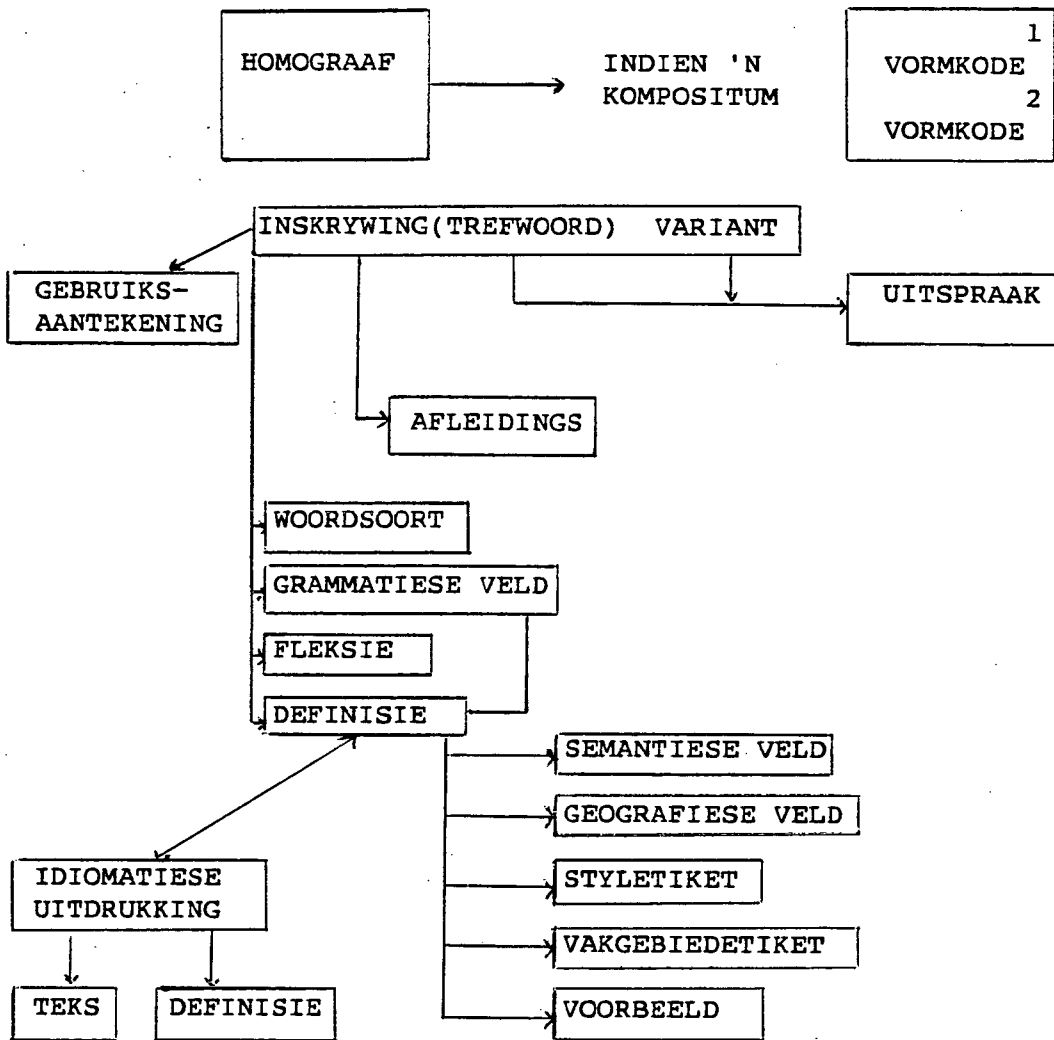 HOMOGRAAF
INDIEN 'N
KOMPOSITUM
1
VORMKODE
2
VORMKODE
INSKRYWING(TREFWOORD) VARIANT
GEBRUIKS-
AANTEKENING
UITSPRAAK
AFLEIDINGS
WOORDSOORT
GRAMMATIESE VELD
FLEKSIE
DEFINISIE
SEMANTIESE VELD
GEOGRAFIESE VELD
STYLETIKET
VAKGEBIEDETIKET
VOORBEELD
IDIOMATIESE
UITDRUKKING
TEKS
DEFINISIE